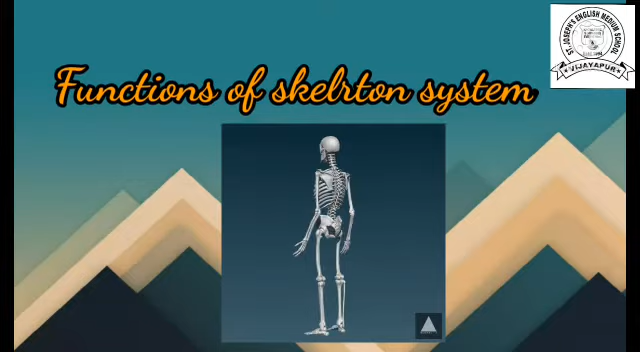 Functions of skelrton system
ST. JOSEPH'S ENGLISH MEDIUM SCHOOL
VIJAYAPUR